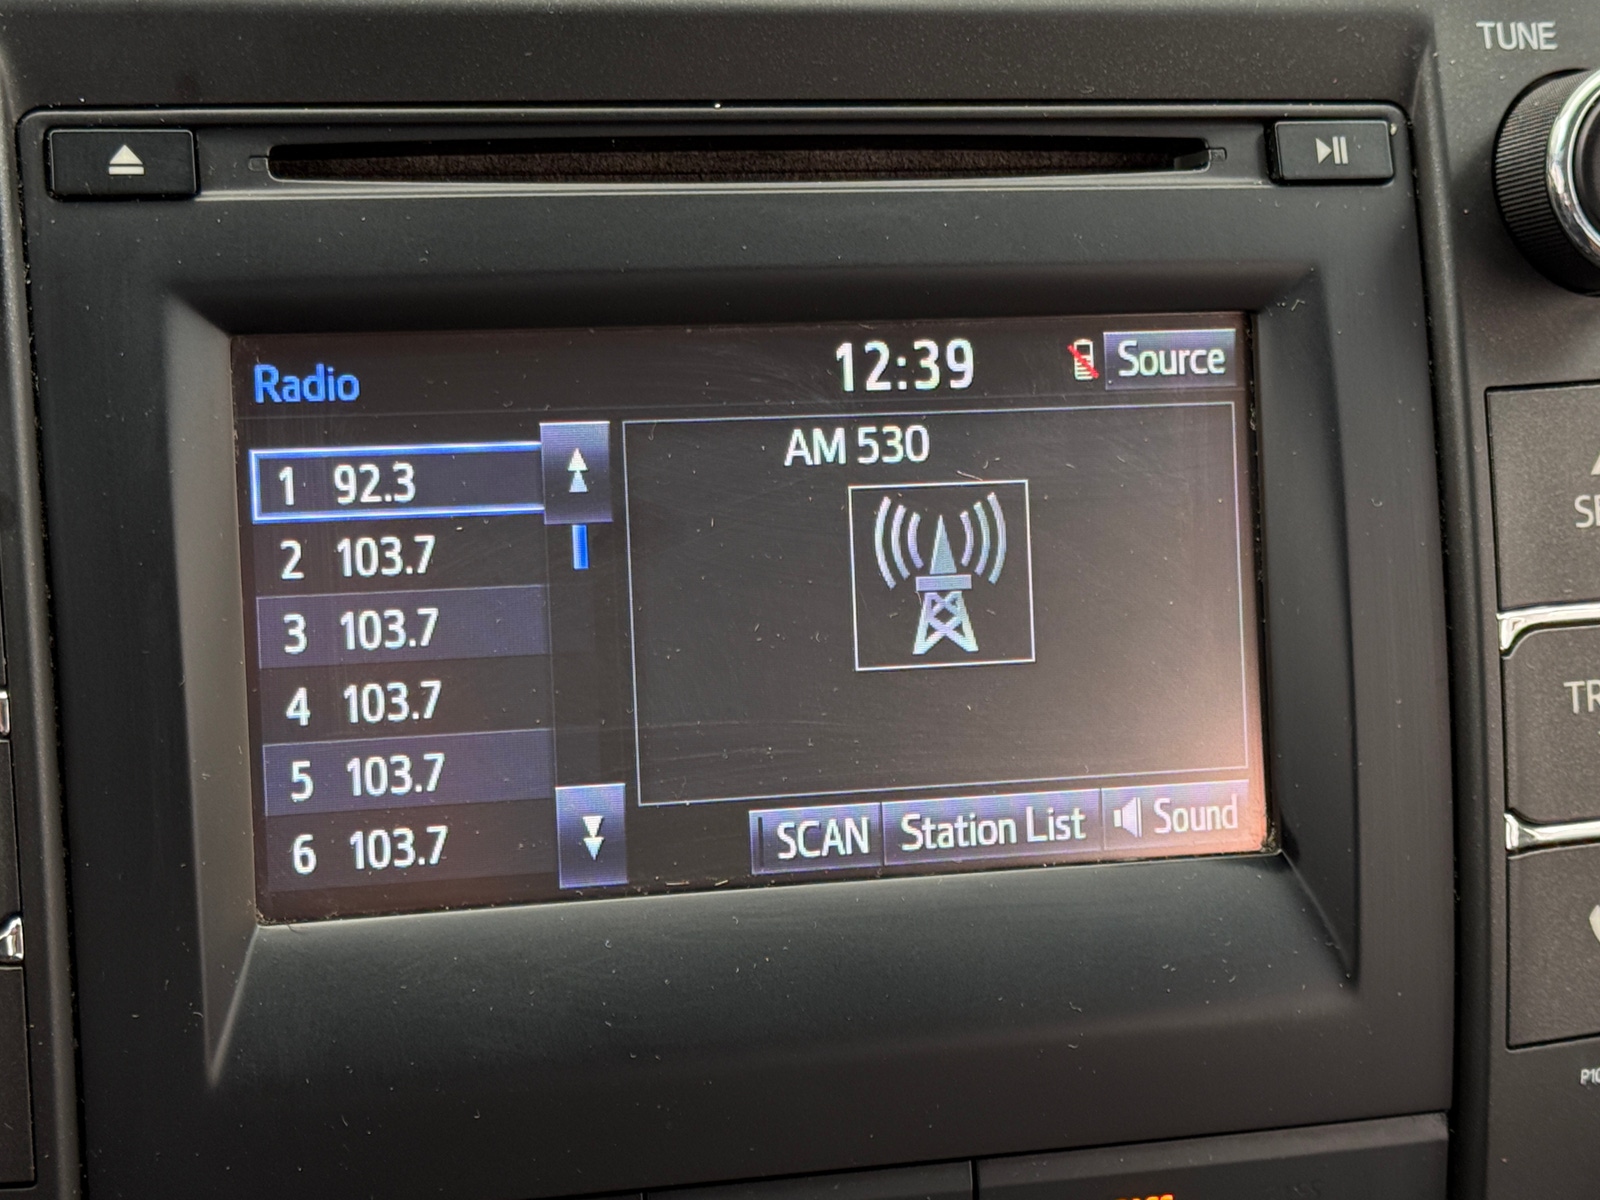 TUNE
Radio
12:39
Source
AM 530
1 92.3
2 103.7
3 103.7
4 103.7
5 103.7
6 103.7
SCAN
Station List
Sound